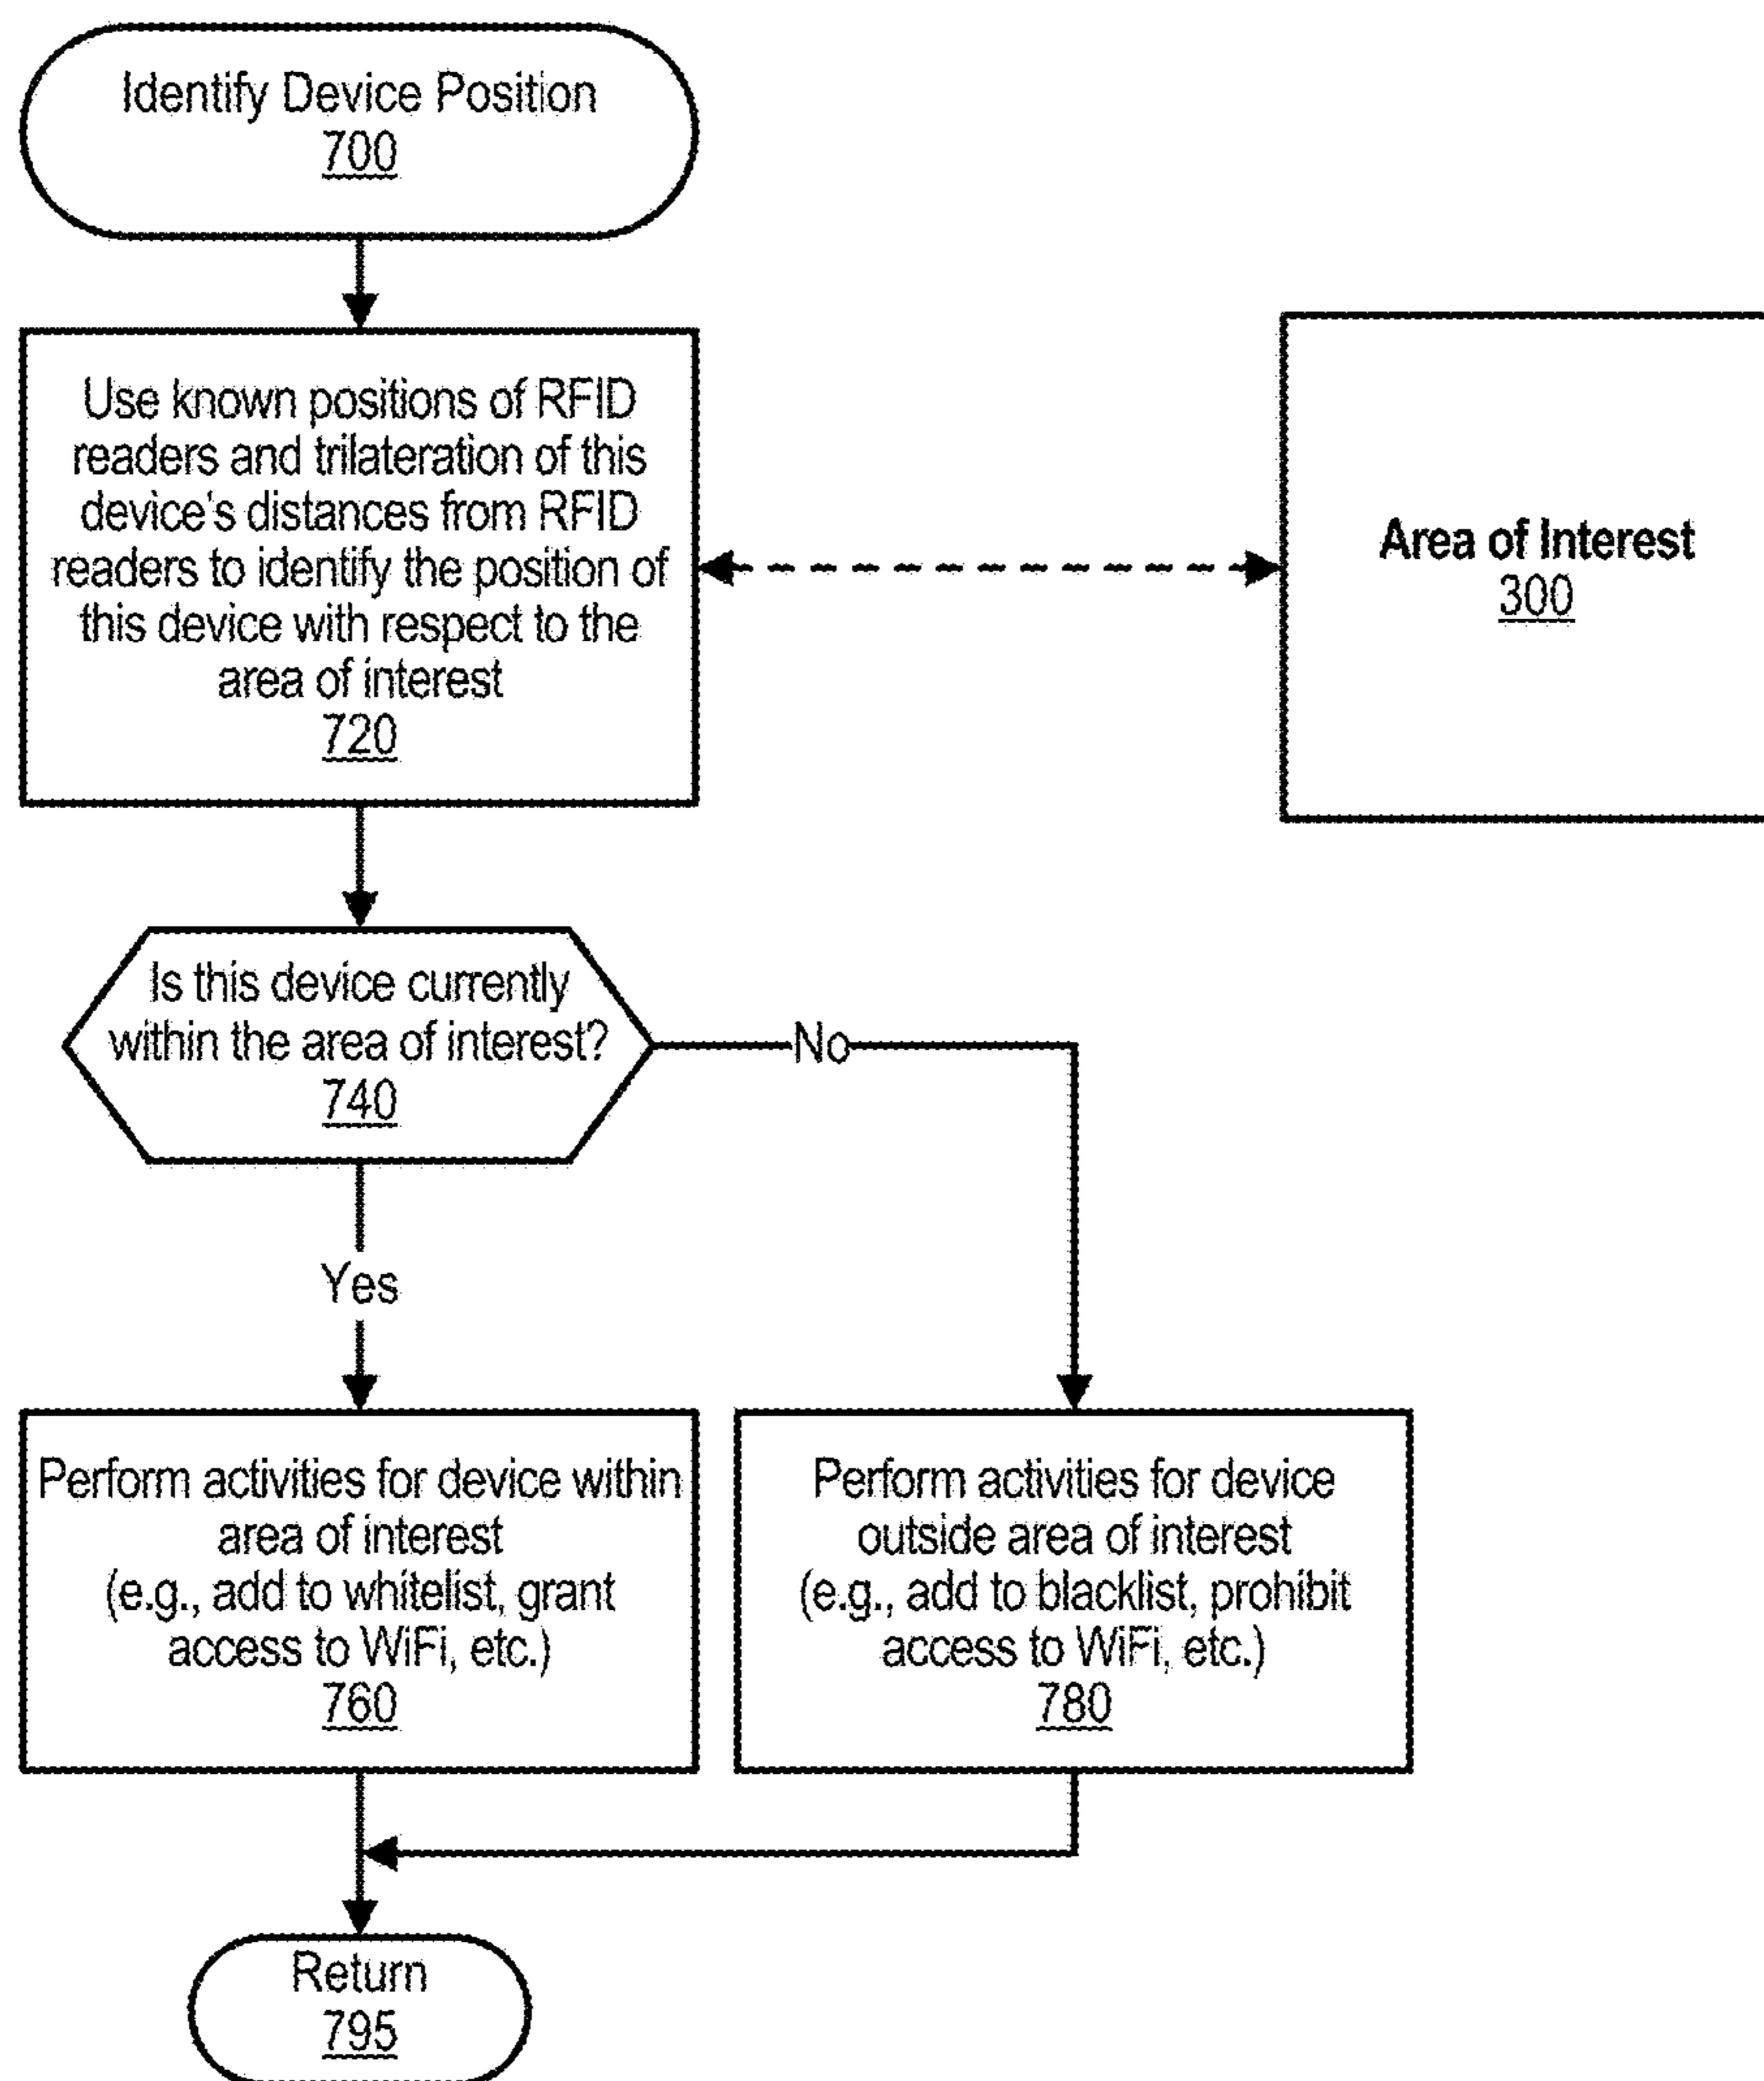 Identify Device Position
700
Use known positions of RFID
readers and trilateration of this
device's distances from RFID
readers to identify the position of
this device with respect to the
area of interest
720
Area of Interest
300
Is this device currently
within the area of interest?
740
No
Yes
Perform activities for device within
area of interest
(e.g., add to whitelist, grant
access to WiFi, etc.)
760
Perform activities for device
outside area of interest
(e.g., add to blacklist, prohibit
access to WiFi, etc.)
780
Return
795